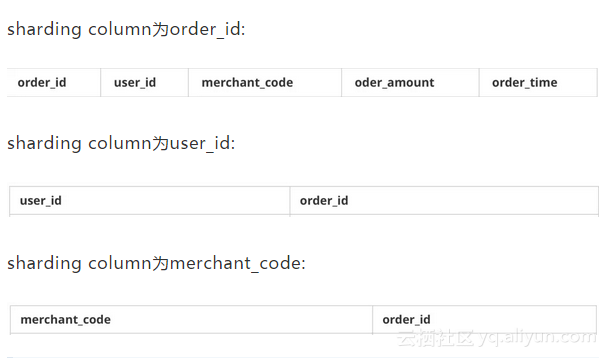 sharding column为order_id:
order_id user_id merchant_code oder_amount order_time
sharding column为user_id:
user_id order_id
sharding column为merchant_code:
merchant_code order_id
云栖社区 yq.aliyun.com